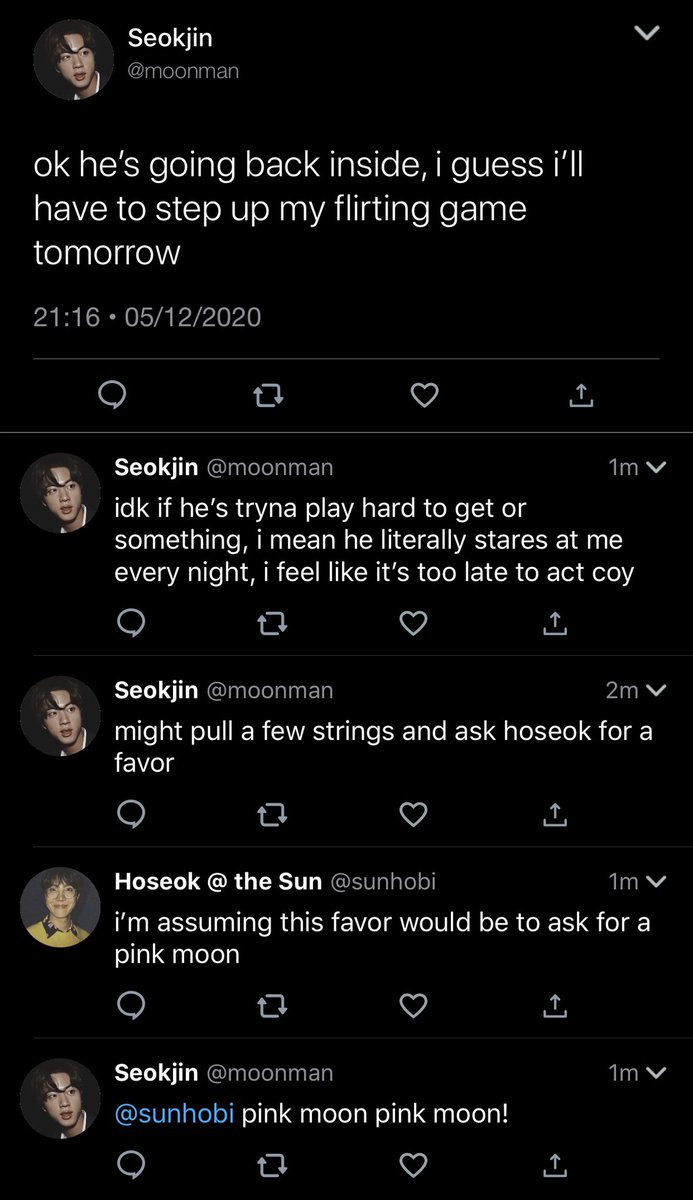 Seokjin
@moonman
ok he’s going back inside, i guess i’ll
have to step up my flirting game
tomorrow
21:16 • 05/12/2020
Seokjin @moonman 1m
idk if he’s tryna play hard to get or
something, i mean he literally stares at me
every night, i feel like it’s too late to act coy
Seokjin @moonman 2m
might pull a few strings and ask hoseok for a
favor
Hoseok @ the Sun @sunhobi 1m
i’m assuming this favor would be to ask for a
pink moon
Seokjin @moonman 1m
@sunhobi pink moon pink moon!